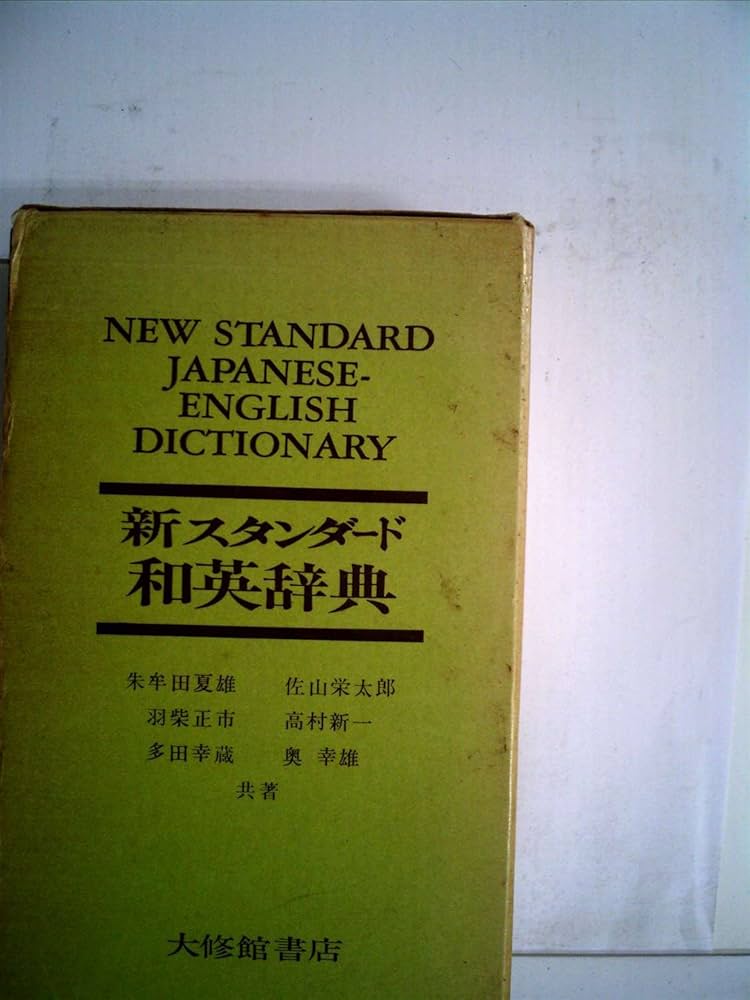 NEW STANDARD
JAPANESE-
ENGLISH
DICTIONARY
新スタンダード
和英辞典
朱牟田夏雄 佐山栄太郎
羽柴正市 高村新一
多田幸蔵 奥 幸雄
共著
大修館書店